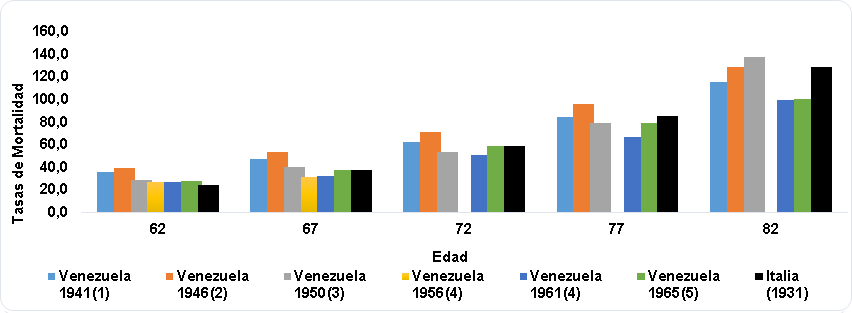 160,0
140,0
120,0
100,0
80,0
60,0
40,0
20,0
0,0
Tasas de Mortalidad
62 67 72 77 82
Edad
Venezuela 1941(1)
Venezuela 1946(2)
Venezuela 1950(3)
Venezuela 1956(4)
Venezuela 1961(4)
Venezuela 1965(5)
Italia (1931)